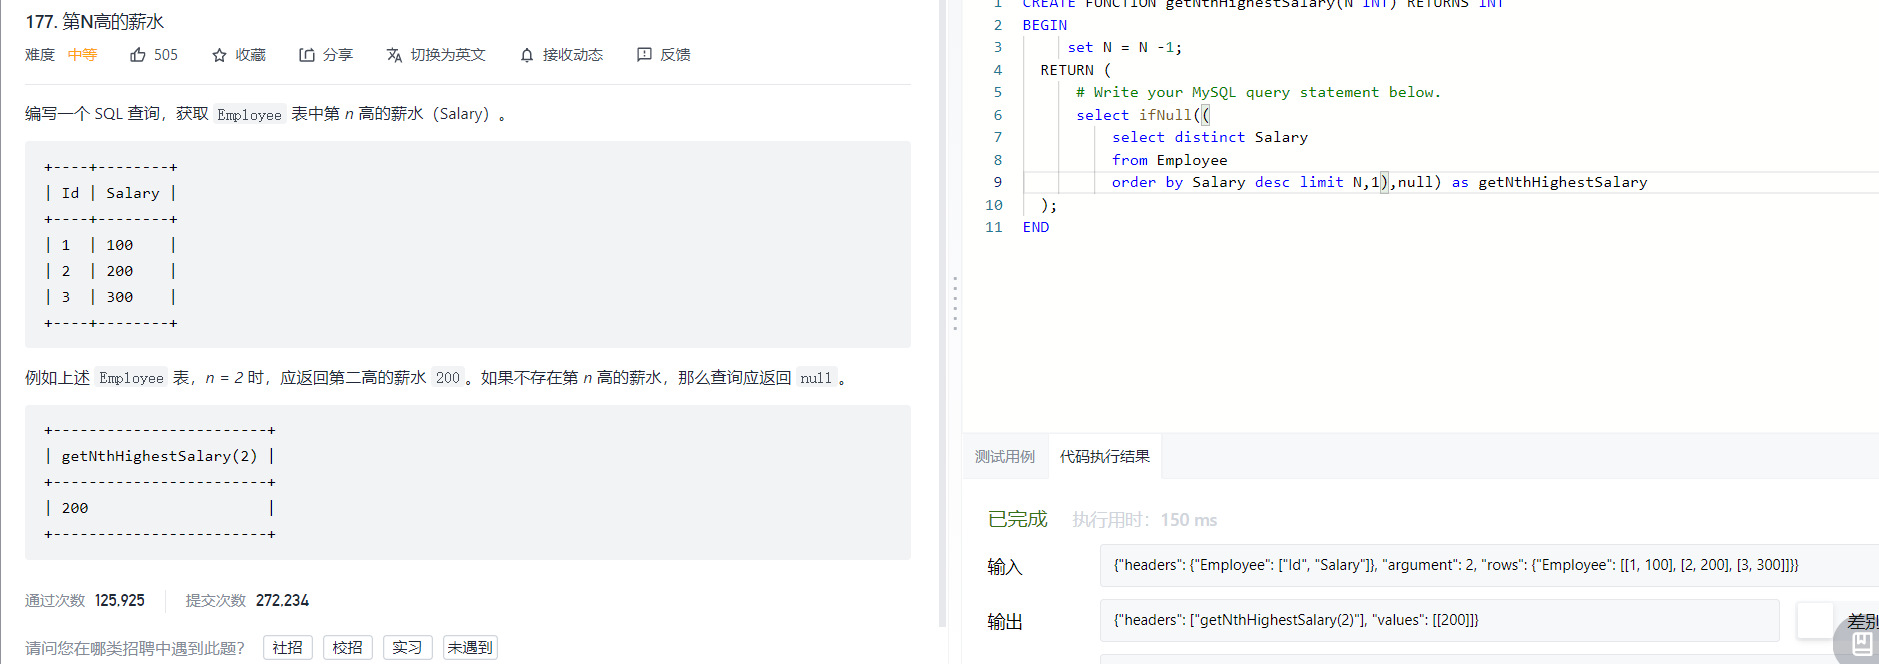 177. 第N高的薪水
难度 中等 505 收藏 分享 切换为英文 接收动态 反馈
编写一个 SQL 查询，获取 Employee 表中第 n 高的薪水（Salary）。
+----+--------+
| Id | Salary |
+----+--------+
| 1  | 100    |
| 2  | 200    |
| 3  | 300    |
+----+--------+
例如上述 Employee 表，n = 2 时，应返回第二高的薪水 200。如果不存在第 n 高的薪水，那么查询应返回 null。
+------------------------+
| getNthHighestSalary(2) |
+------------------------+
| 200                    |
+------------------------+
通过次数 125,925 提交次数 272,234
请问您在哪类招聘中遇到此题？ 社招 校招 实习 未遇到
1 CREATE FUNCTION getNthHighestSalary(N INT) RETURNS INT
2 BEGIN
3 set N = N -1;
4 RETURN (
5 # Write your MySQL query statement below.
6 select ifNull((
7 select distinct Salary
8 from Employee
9 order by Salary desc limit N,1),null) as getNthHighestSalary
10 );
11 END
测试用例 代码执行结果
已完成 执行用时：150 ms
输入 {"headers": {"Employee": ["Id", "Salary"]}, "argument": 2, "rows": {"Employee": [[1, 100], [2, 200], [3, 300]]}}
输出 {"headers": ["getNthHighestSalary(2)"], "values": [[200]]}
差别